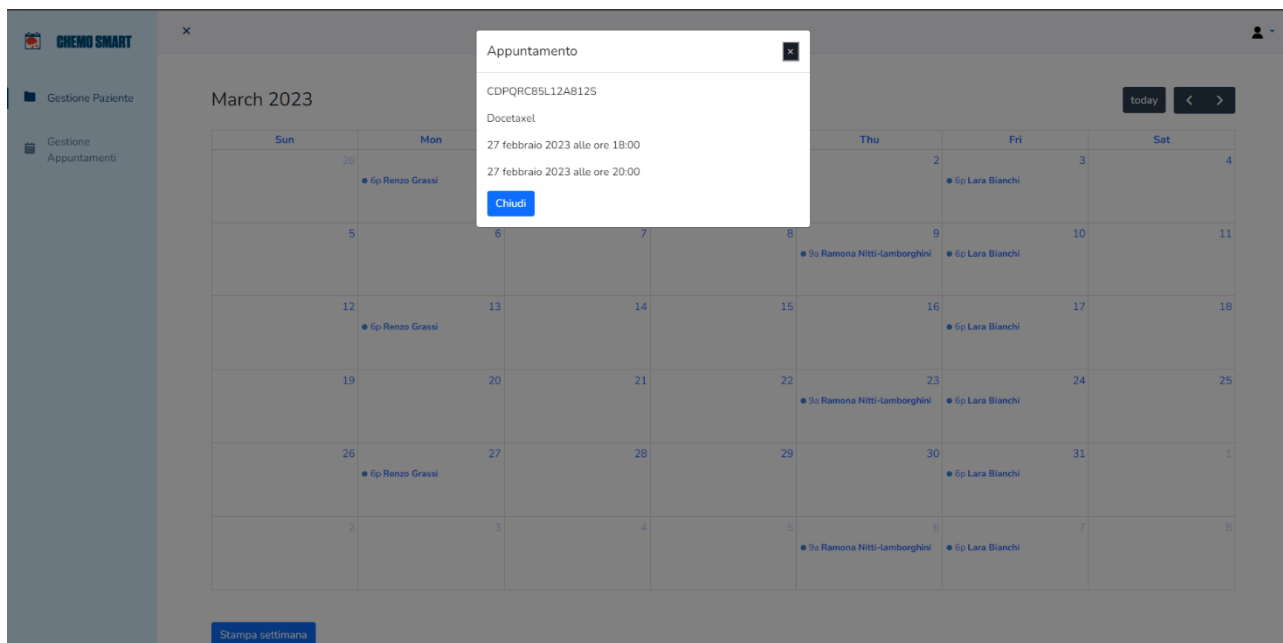 CHEMO SMART
×
Appuntamento
×
CDPQRC85L12A812S
Docetaxel
27 febbraio 2023 alle ore 18:00
27 febbraio 2023 alle ore 20:00
Chiudi
Gestione Paziente
Gestione
Appuntamenti
March 2023
today < >
Sun Mon Thu Fri Sat
26 2 3 4
6p Renzo Grassi 6p Lara Bianchi
5 6 7 8 9 10 11
9a Ramona Nitti-lamborghini 6p Lara Bianchi
12 13 14 15 16 17 18
6p Renzo Grassi 6p Lara Bianchi
19 20 21 22 23 24 25
9a Ramona Nitti-lamborghini 6p Lara Bianchi
26 27 28 29 30 31 1
6p Renzo Grassi 6p Lara Bianchi
2 3 4 5 6 7 8
9a Ramona Nitti-lamborghini 6p Lara Bianchi
Stampa settimana